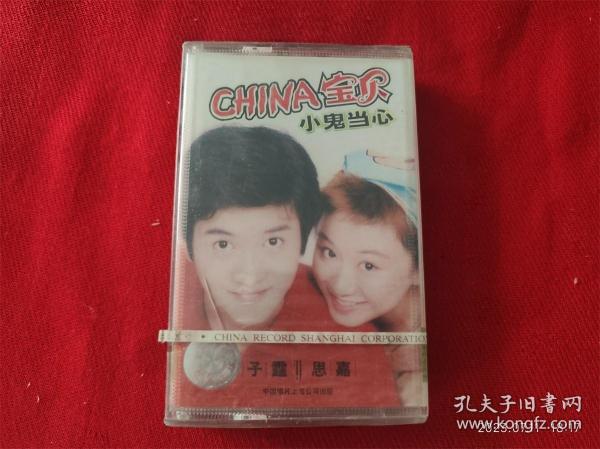 CHINA宝贝
小鬼当心
CHINA RECORD SHANGHAI CORPORATIO
子霆 思嘉
中国唱片上海公司出版
孔夫子旧书网
www.kongfz.com